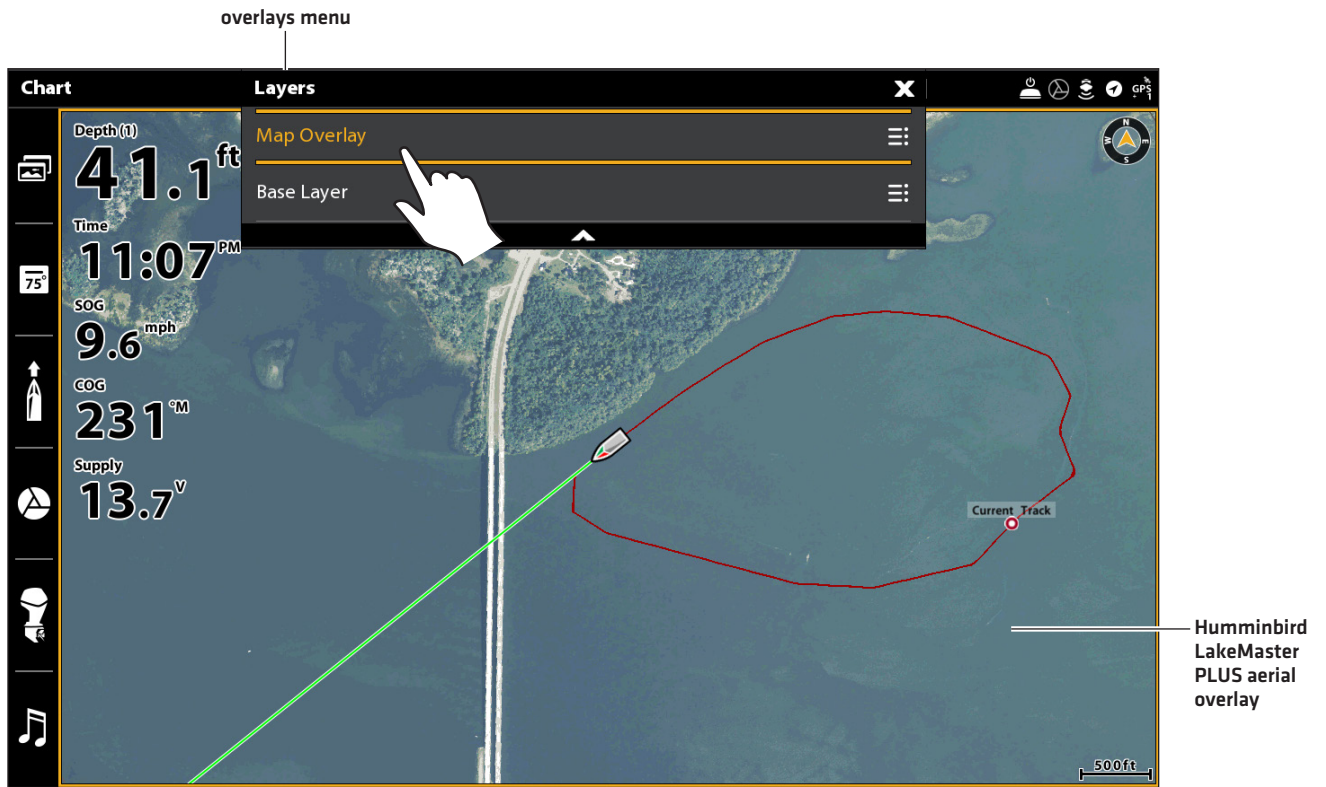 overlays menu
Chart
Layers
X
GPS
1
Map Overlay
Base Layer
Depth (1)
41.1 ft
Time
11:07 PM
SOG
9.6 mph
COG
231 °M
Supply
13.7 V
75°
N
W
E
S
Current Track
500ft
Humminbird
LakeMaster
PLUS aerial
overlay